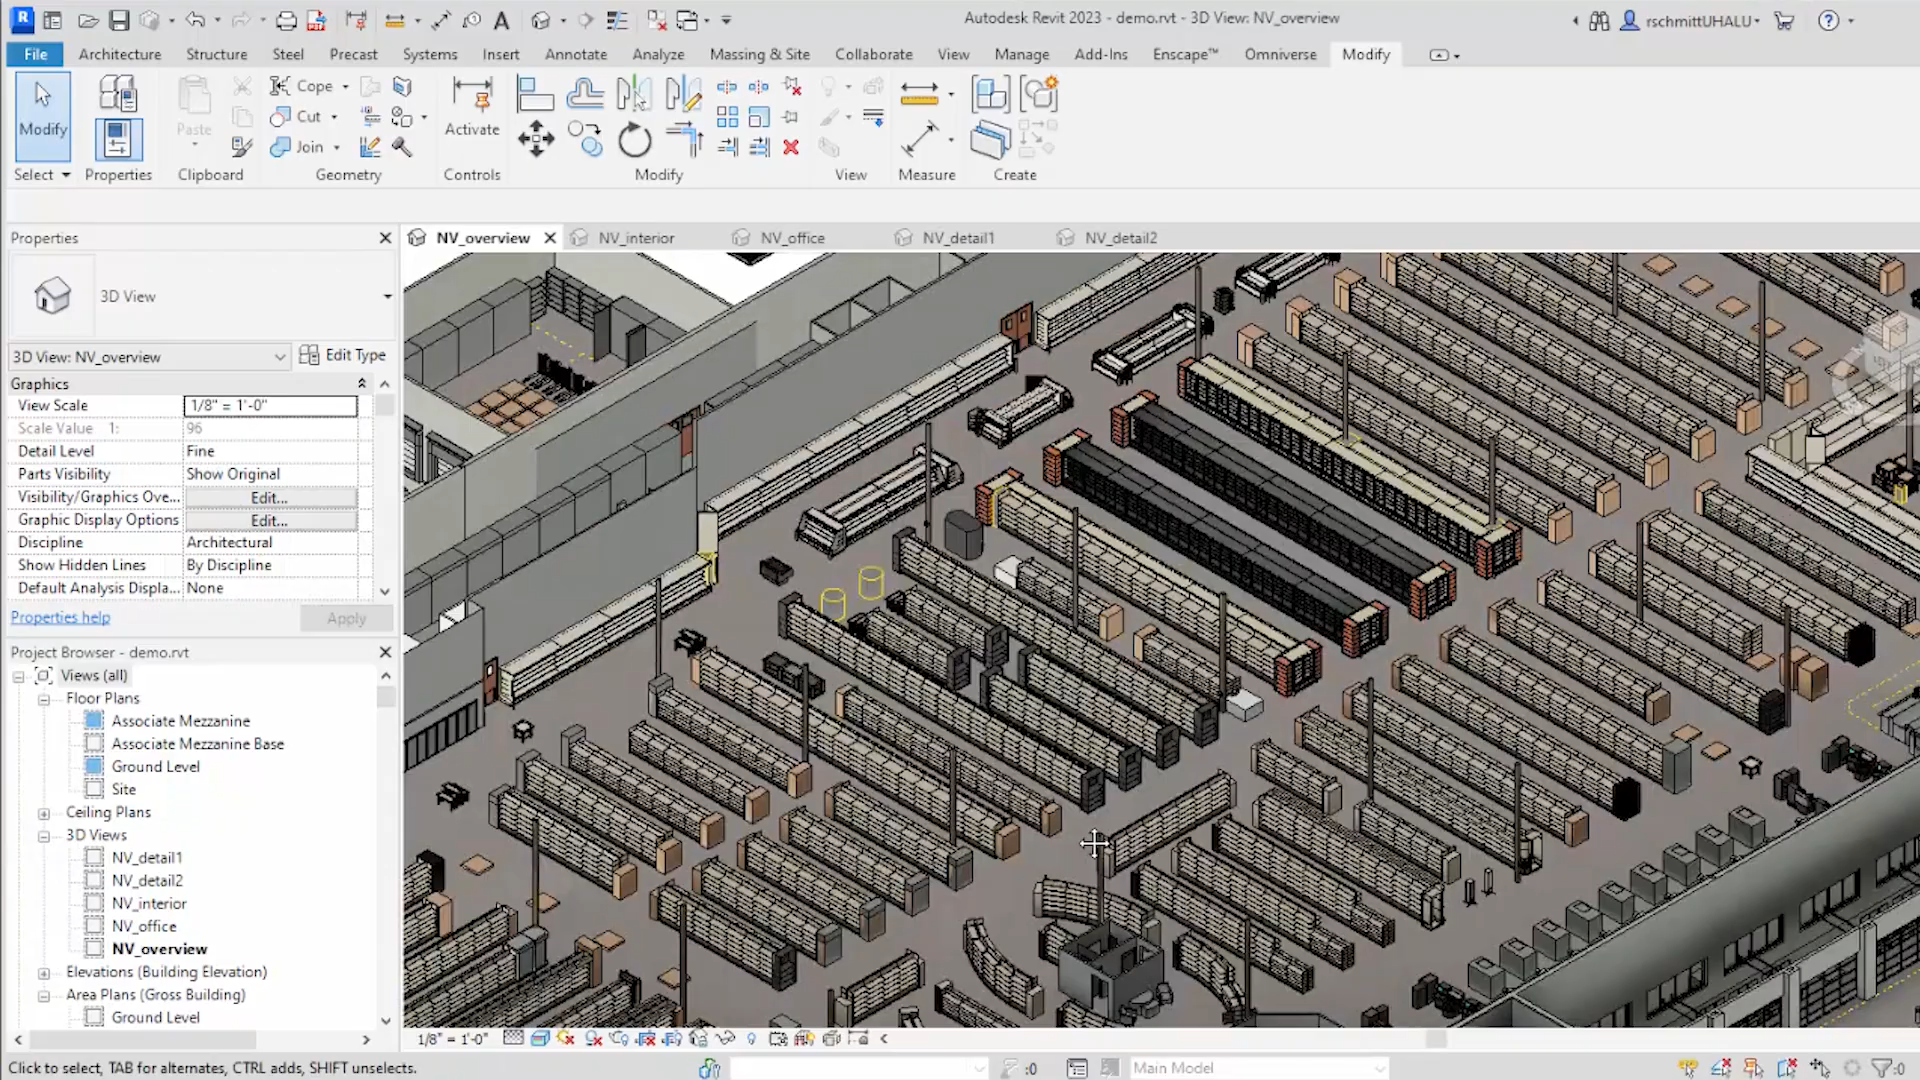 Autodesk Revit 2023 - demo.rvt - 3D View: NV_overview
rschmittUHALU
File Architecture Structure Steel Precast Systems Insert Annotate Analyze Massing & Site Collaborate View Manage Add-Ins Enscape™ Omniverse Modify
Modify
Paste
Cope
Cut
Join
Activate
Select Properties Clipboard Geometry Controls Modify View Measure Create
Properties
NV_overview NV_interior NV_office NV_detail1 NV_detail2
3D View
3D View: NV_overview Edit Type
Graphics
View Scale 1/8" = 1'-0"
Scale Value 1: 96
Detail Level Fine
Parts Visibility Show Original
Visibility/Graphics Ove... Edit...
Graphic Display Options Edit...
Discipline Architectural
Show Hidden Lines By Discipline
Default Analysis Displa... None
Properties help Apply
Project Browser - demo.rvt
Views (all)
Floor Plans
Associate Mezzanine
Associate Mezzanine Base
Ground Level
Site
Ceiling Plans
3D Views
NV_detail1
NV_detail2
NV_interior
NV_office
NV_overview
Elevations (Building Elevation)
Area Plans (Gross Building)
Ground Level
1/8" = 1'-0"
Click to select, TAB for alternates, CTRL adds, SHIFT unselects.
:0
Main Model
:0